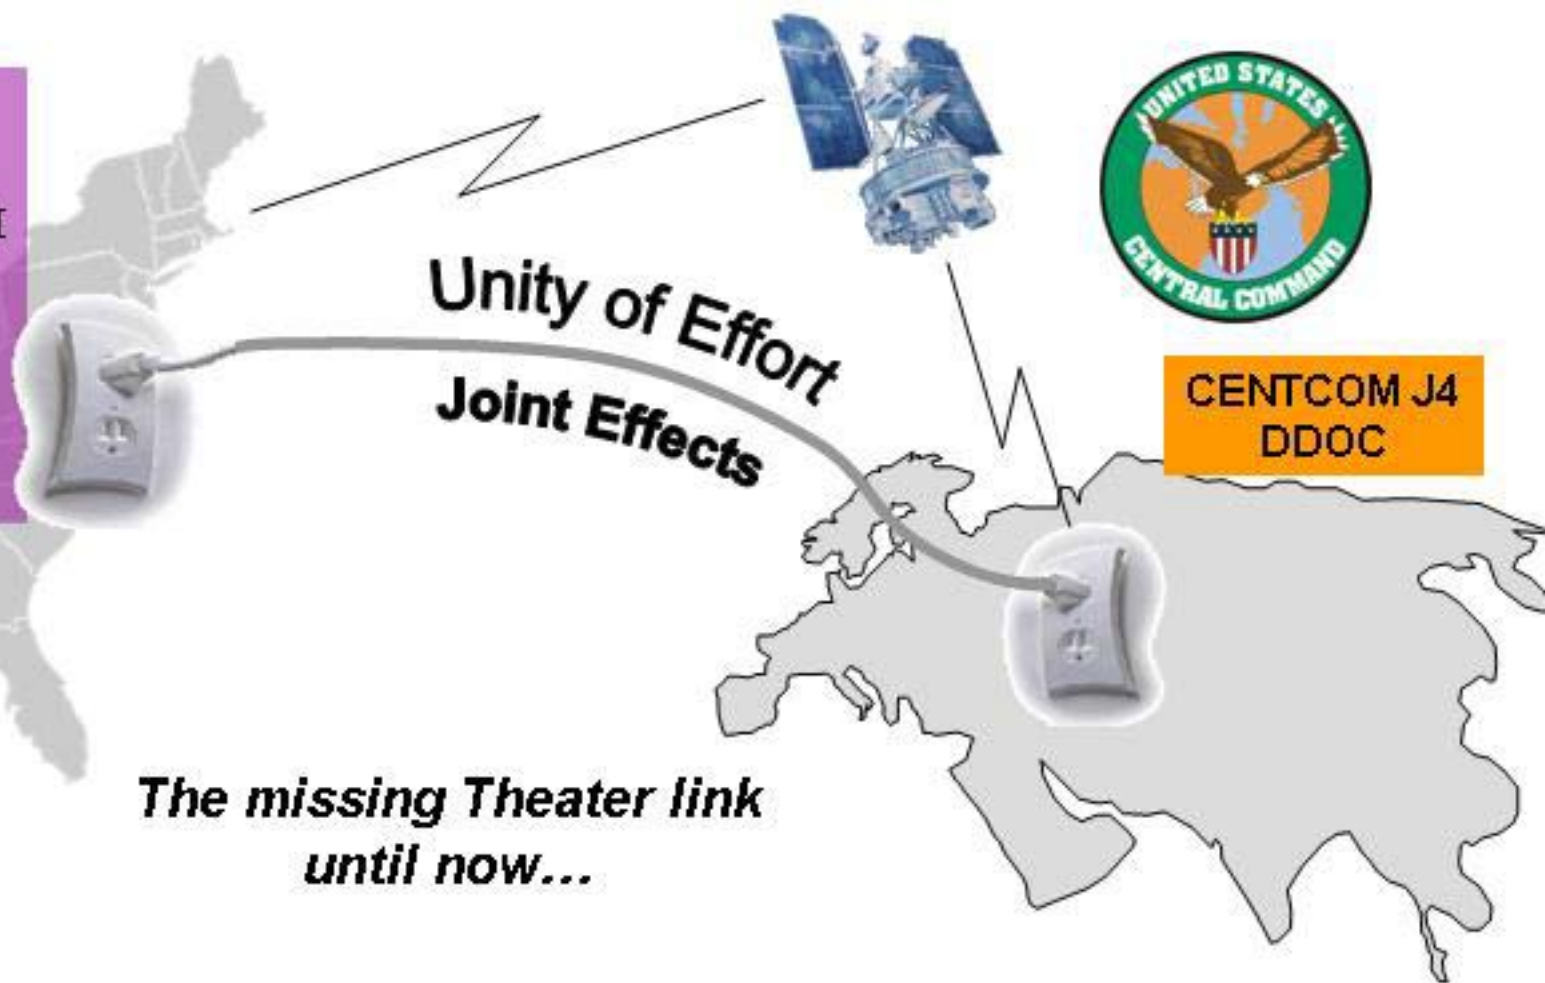 UNITED STATES
CENTRAL COMMAND
Unity of Effort
Joint Effects
CENTCOM J4
DDOC
The missing Theater link
until now…